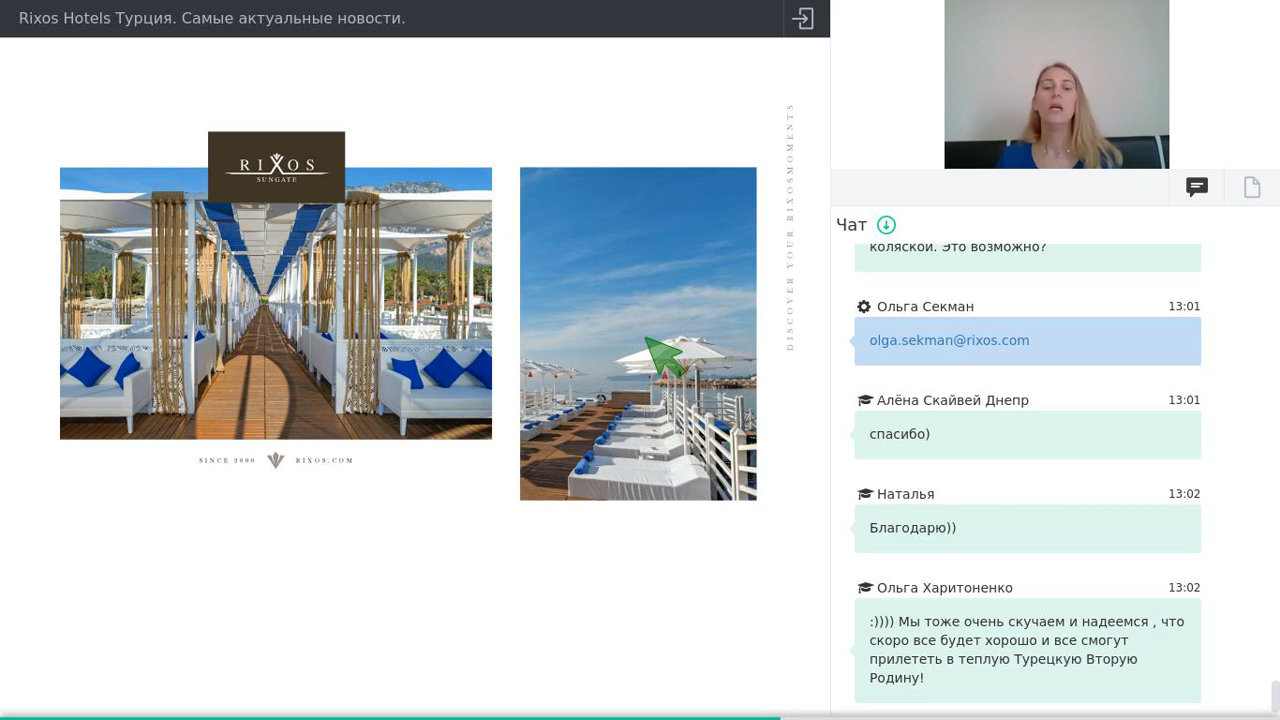 Rixos Hotels Турция. Самые актуальные новости.
RIXOS
SUNGATE
SINCE 2000
RIXOS.COM
DISCOVER YOUR RIXOSMOMENTS
Чат
коляской. Это возможно?
Ольга Секман 13:01
olga.sekman@rixos.com
Алёна Скайвей Днепр 13:01
спасибо)
Наталья 13:02
Благодарю))
Ольга Харитоненко 13:02
:)))) Мы тоже очень скучаем и надеемся , что
скоро все будет хорошо и все смогут
прилететь в теплую Турецкую Вторую
Родину!